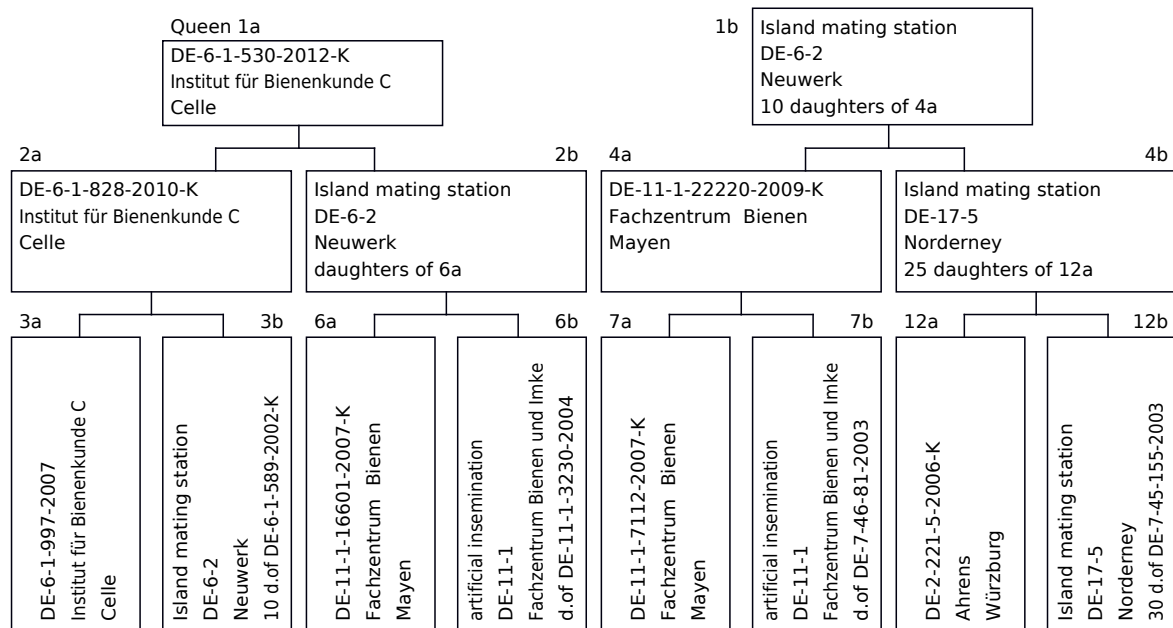 Queen 1a
DE-6-1-530-2012-K
Institut für Bienenkunde C
Celle
1b
Island mating station
DE-6-2
Neuwerk
10 daughters of 4a
2a
DE-6-1-828-2010-K
Institut für Bienenkunde C
Celle
2b
Island mating station
DE-6-2
Neuwerk
daughters of 6a
4a
DE-11-1-22220-2009-K
Fachzentrum Bienen
Mayen
4b
Island mating station
DE-17-5
Norderney
25 daughters of 12a
3a
DE-6-1-997-2007
Institut für Bienenkunde C
Celle
3b
Island mating station
DE-6-2
Neuwerk
10 d.of DE-6-1-589-2002-K
6a
DE-11-1-16601-2007-K
Fachzentrum Bienen
Mayen
6b
artificial insemination
DE-11-1
Fachzentrum Bienen und Imke
d.of DE-11-1-3230-2004
7a
DE-11-1-7112-2007-K
Fachzentrum Bienen
Mayen
7b
artificial insemination
DE-11-1
Fachzentrum Bienen und Imke
d.of DE-7-46-81-2003
12a
DE-2-221-5-2006-K
Ahrens
Würzburg
12b
Island mating station
DE-17-5
Norderney
30 d.of DE-7-45-155-2003